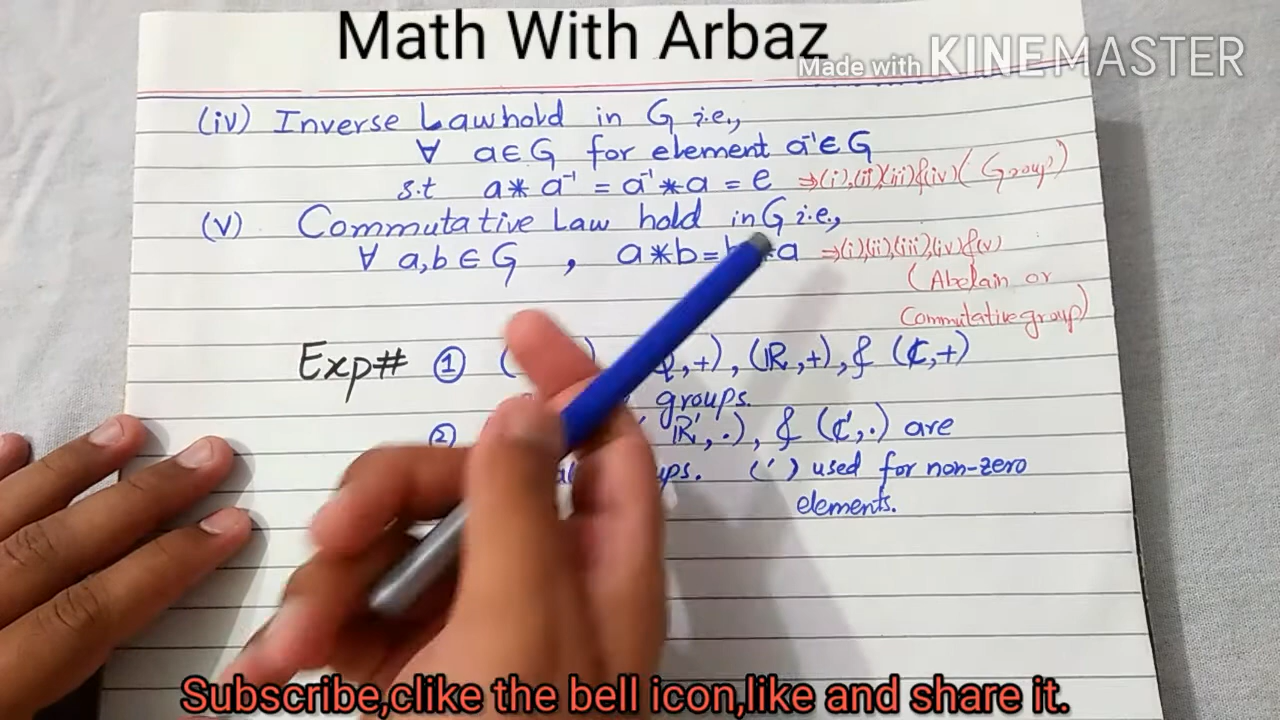 Math With Arbaz
Made with KINEMASTER
(iv) Inverse Law hold in G i.e.,
∀ a∈G for element a⁻¹∈G
s.t a * a⁻¹ = a⁻¹ * a = e ⇒(i),(ii)(iii)&(iv)(Group)
(v) Commutative Law hold in G i.e.,
∀ a,b ∈ G , a*b= a ⇒(i)(ii),(iii),(iv)&(v)
(Abelain or
Commutative group)
Exp# ① ( ) ,+), (ℝ,+), & (ℂ,+)
groups.
② ℝ',.), & (ℂ',.) are
(') used for non-zero
elements.
Subscribe,clike the bell icon,like and share it.